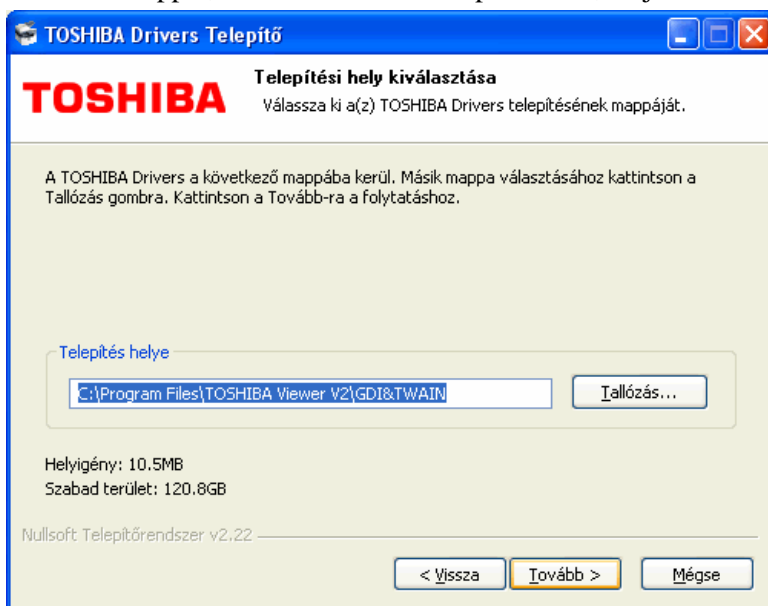 TOSHIBA Drivers Telepítő
TOSHIBA
Telepítési hely kiválasztása
Válassza ki a(z) TOSHIBA Drivers telepítésének mappáját.
A TOSHIBA Drivers a következő mappába kerül. Másik mappa választásához kattintson a
Tallózás gombra. Kattintson a Tovább-ra a folytatáshoz.
Telepítés helye
C:\Program Files\TOSHIBA Viewer V2\GDI&TWAIN
Tallózás...
Helyigény: 10.5MB
Szabad terület: 120.8GB
Nullsoft Telepítőrendszer v2.22
< Vissza
Tovább >
Mégse